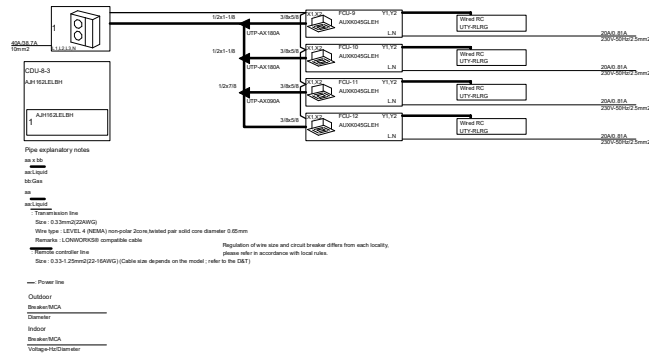 1
40A/38.7A
10mm2
L1,L2,L3,N
1/2x1-1/8
3/8x5/8
UTP-AX180A
X1,X2
FCU-9
Y1,Y2
AUXK045GLEH
L.N
Wired RC
UTY-RLRG
20A/0.81A
230V-50Hz/2.5mm2
1/2x1-1/8
3/8x5/8
UTP-AX180A
X1,X2
FCU-10
Y1,Y2
AUXK045GLEH
L.N
Wired RC
UTY-RLRG
20A/0.81A
230V-50Hz/2.5mm2
1/2x7/8
3/8x5/8
UTP-AX090A
X1,X2
FCU-11
Y1,Y2
AUXK045GLEH
L.N
Wired RC
UTY-RLRG
20A/0.81A
230V-50Hz/2.5mm2
3/8x5/8
X1,X2
FCU-12
Y1,Y2
AUXK045GLEH
L.N
Wired RC
UTY-RLRG
20A/0.81A
230V-50Hz/2.5mm2
CDU-8-3
AJH162LELBH
1
AJH162LELBH
Pipe explanatory notes
aa x bb
aa:Liquid
bb:Gas
aa
aa:Liquid
: Transmission line
Size : 0.33mm2(22AWG)
Wire type : LEVEL 4 (NEMA) non-polar 2core,twisted pair solid core diameter 0.65mm
Remarks : LONWORKS® compatible cable
: Remote controller line
Size : 0.33-1.25mm2(22-16AWG) (Cable size depends on the model ; refer to the D&T)
Regulation of wire size and circuit breaker differs from each locality,
please refer in accordance with local rules.
: Power line
Outdoor
Breaker/MCA
Diameter
Indoor
Breaker/MCA
Voltage-Hz/Diameter